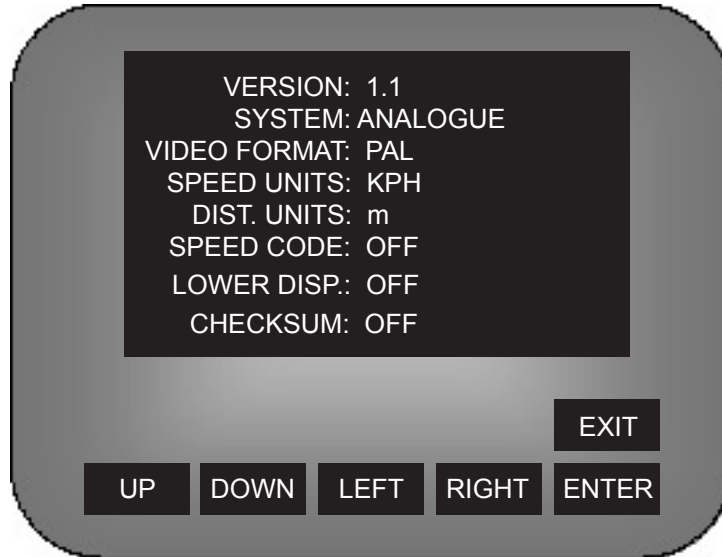 VERSION: 1.1
SYSTEM: ANALOGUE
VIDEO FORMAT: PAL
SPEED UNITS: KPH
DIST. UNITS: m
SPEED CODE: OFF
LOWER DISP.: OFF
CHECKSUM: OFF
EXIT
UP DOWN LEFT RIGHT ENTER